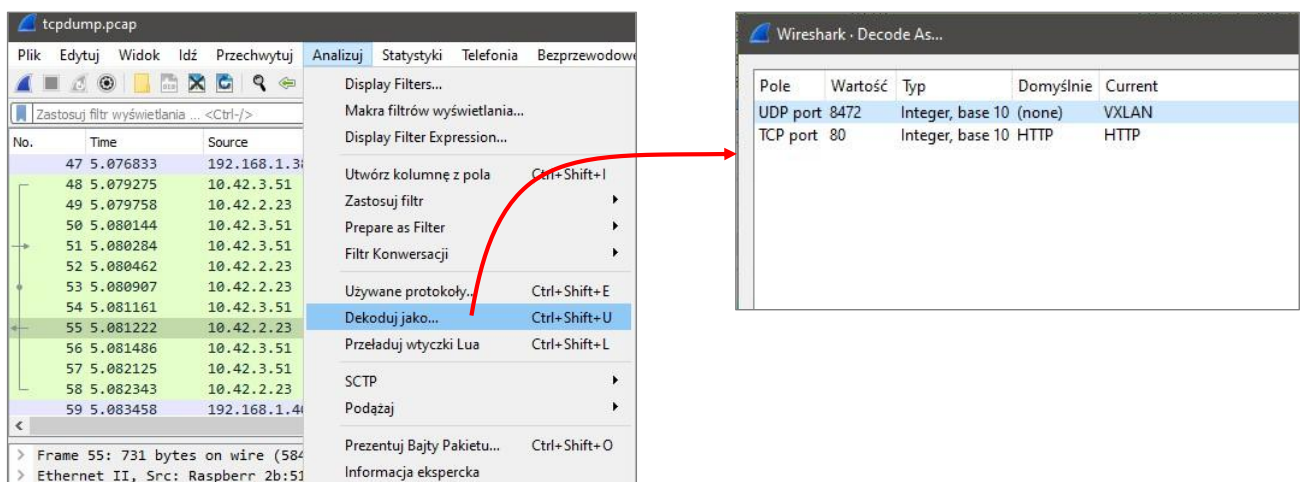 tcpdump.pcap
Plik Edytuj Widok Idź Przechwytuj Analizuj Statystyki Telefonia Bezprzewodowe
Zastosuj filtr wyświetlania ... <Ctrl-/>
No. Time Source
47 5.076833 192.168.1.38
48 5.079275 10.42.3.51
49 5.079758 10.42.2.23
50 5.080144 10.42.3.51
51 5.080284 10.42.3.51
52 5.080462 10.42.2.23
53 5.080907 10.42.2.23
54 5.081161 10.42.3.51
55 5.081222 10.42.2.23
56 5.081486 10.42.3.51
57 5.082125 10.42.3.51
58 5.082343 10.42.2.23
59 5.083458 192.168.1.40
Frame 55: 731 bytes on wire (584
Ethernet II, Src: Raspberr 2b:51
Display Filters...
Makra filtrów wyświetlania...
Display Filter Expression...
Utwórz kolumnę z pola Ctrl+Shift+I
Zastosuj filtr
Prepare as Filter
Filtr Konwersacji
Używane protokoły... Ctrl+Shift+E
Dekoduj jako... Ctrl+Shift+U
Przeładuj wtyczki Lua Ctrl+Shift+L
SCTP
Podążaj
Prezentuj Bajty Pakietu... Ctrl+Shift+O
Informacja ekspercka
Wireshark · Decode As...
Pole Wartość Typ Domyślnie Current
UDP port 8472 Integer, base 10 (none) VXLAN
TCP port 80 Integer, base 10 HTTP HTTP